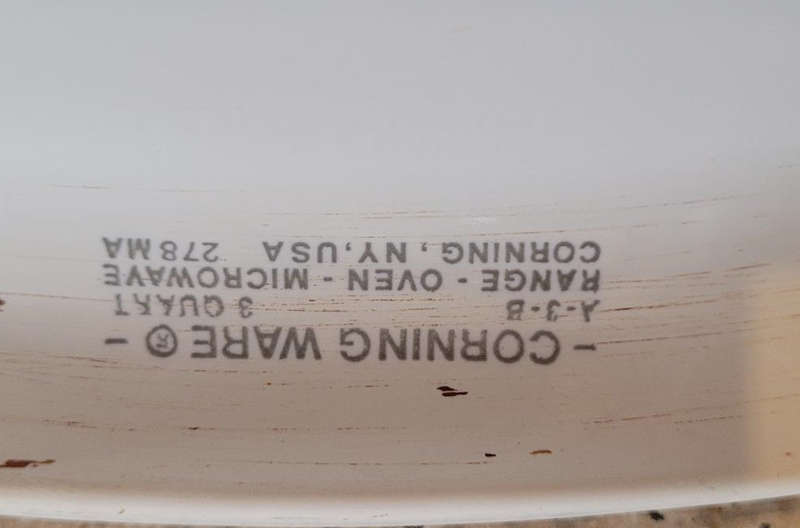 - CORNING WARE ® -
A-3-B 3 QUART
RANGE - OVEN - MICROWAVE
CORNING, NY, USA 278 MA